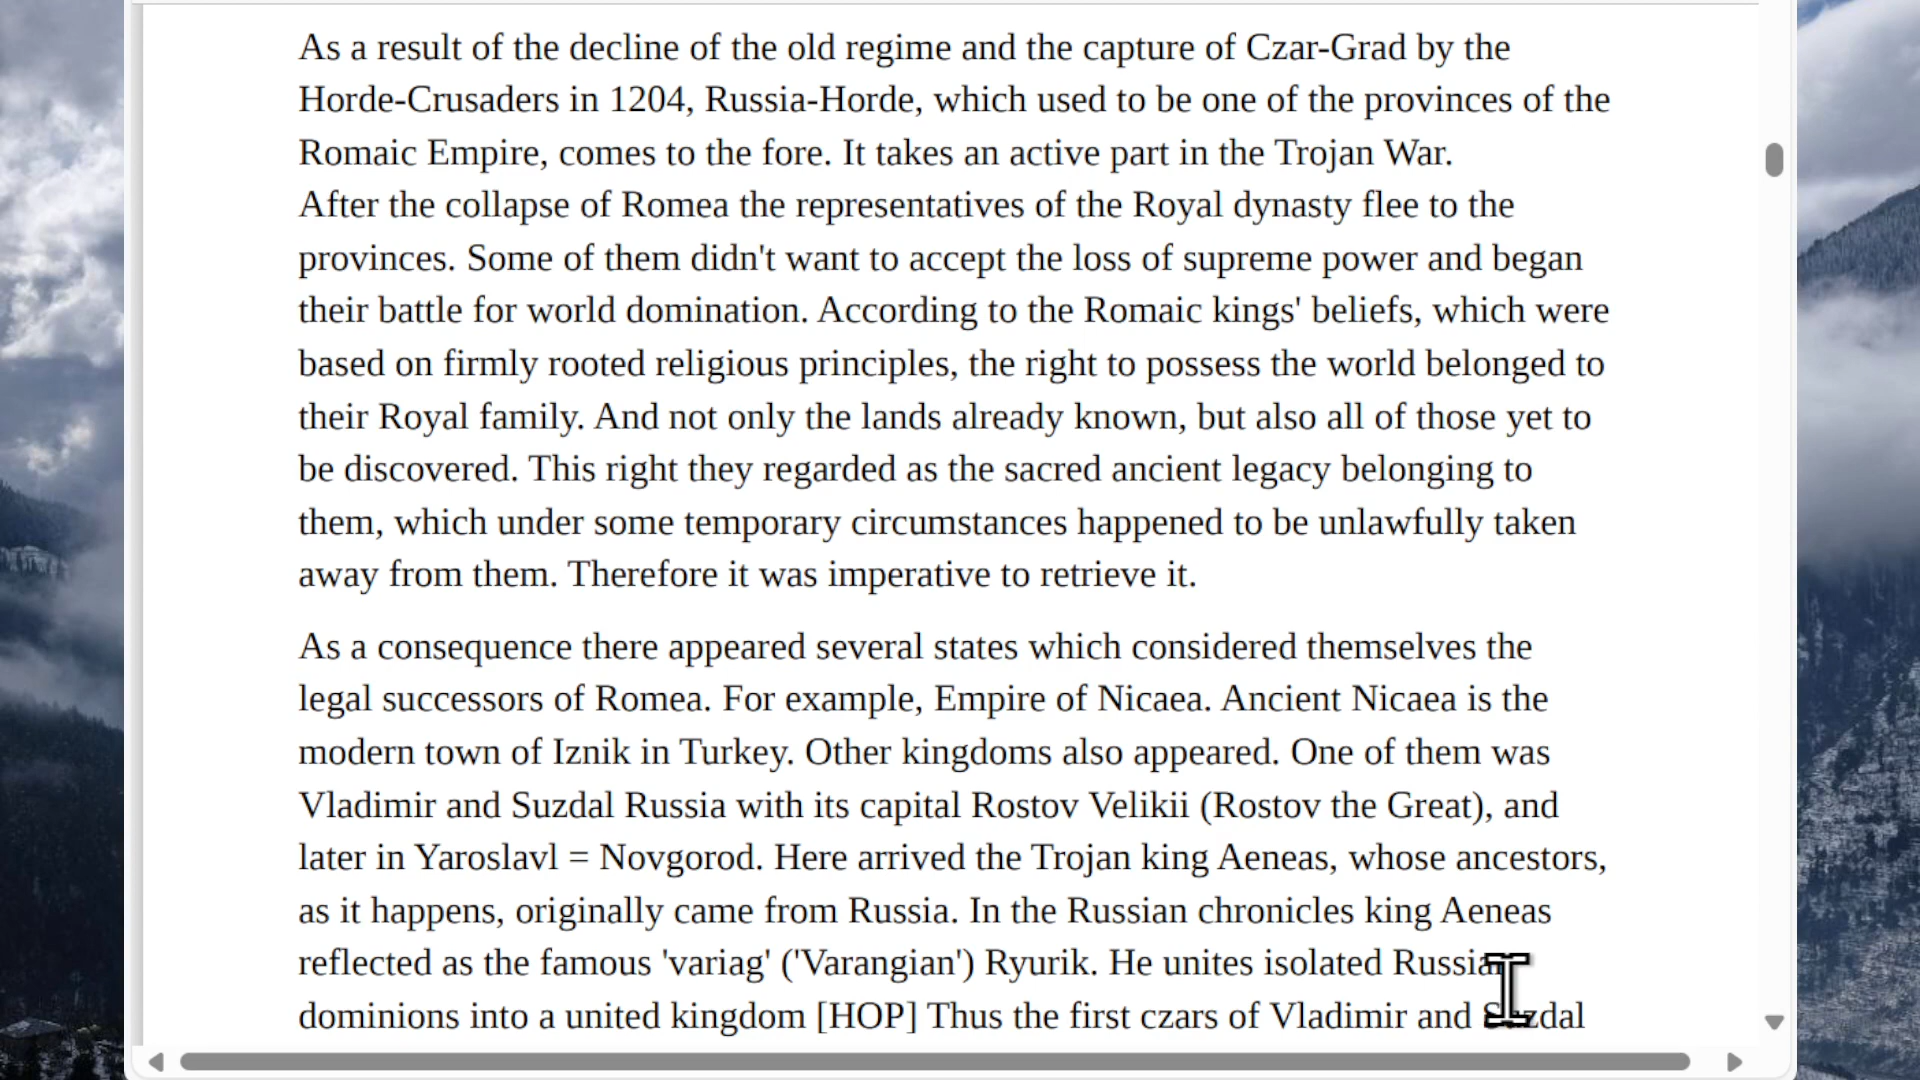 As a result of the decline of the old regime and the capture of Czar-Grad by the
Horde-Crusaders in 1204, Russia-Horde, which used to be one of the provinces of the
Romaic Empire, comes to the fore. It takes an active part in the Trojan War.
After the collapse of Romea the representatives of the Royal dynasty flee to the
provinces. Some of them didn't want to accept the loss of supreme power and began
their battle for world domination. According to the Romaic kings' beliefs, which were
based on firmly rooted religious principles, the right to possess the world belonged to
their Royal family. And not only the lands already known, but also all of those yet to
be discovered. This right they regarded as the sacred ancient legacy belonging to
them, which under some temporary circumstances happened to be unlawfully taken
away from them. Therefore it was imperative to retrieve it.
As a consequence there appeared several states which considered themselves the
legal successors of Romea. For example, Empire of Nicaea. Ancient Nicaea is the
modern town of Iznik in Turkey. Other kingdoms also appeared. One of them was
Vladimir and Suzdal Russia with its capital Rostov Velikii (Rostov the Great), and
later in Yaroslavl = Novgorod. Here arrived the Trojan king Aeneas, whose ancestors,
as it happens, originally came from Russia. In the Russian chronicles king Aeneas
reflected as the famous 'variag' ('Varangian') Ryurik. He unites isolated Russian
dominions into a united kingdom [HOP] Thus the first czars of Vladimir and Suzdal